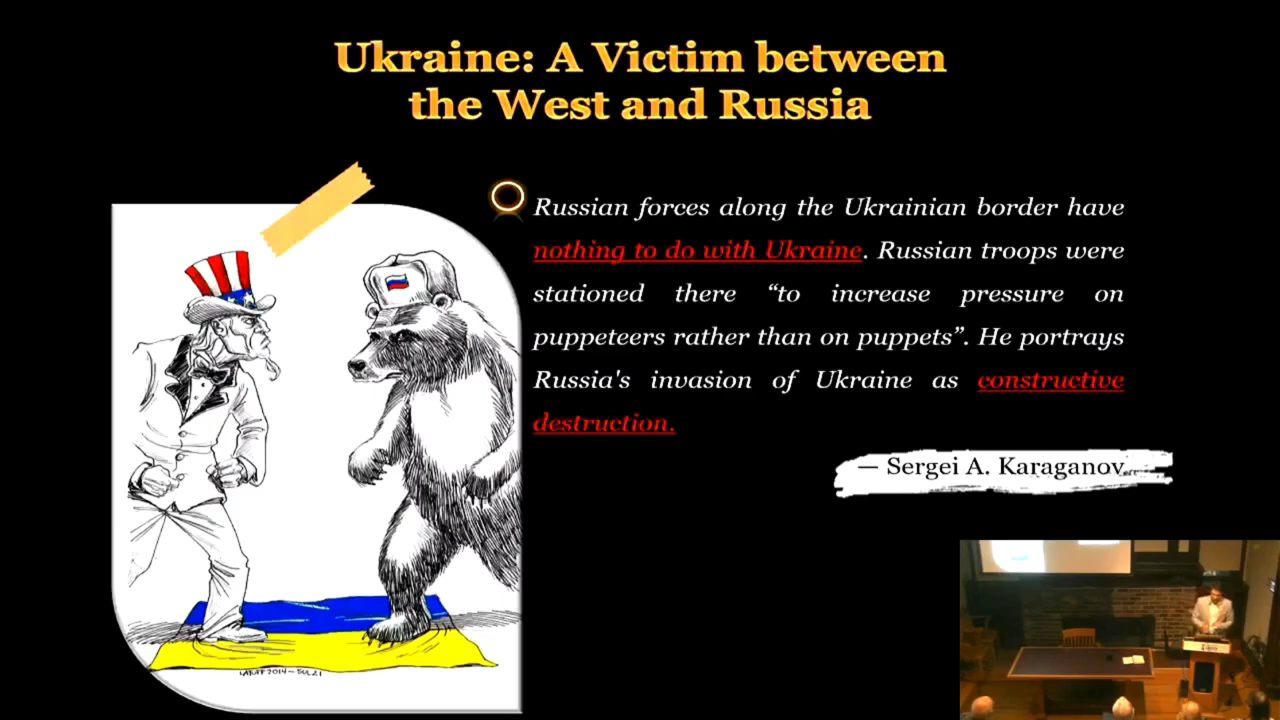 Ukraine: A Victim between
the West and Russia
Russian forces along the Ukrainian border have
nothing to do with Ukraine. Russian troops were
stationed there “to increase pressure on
puppeteers rather than on puppets”. He portrays
Russia's invasion of Ukraine as constructive
destruction.
— Sergei A. Karaganov
LATUFF 2014